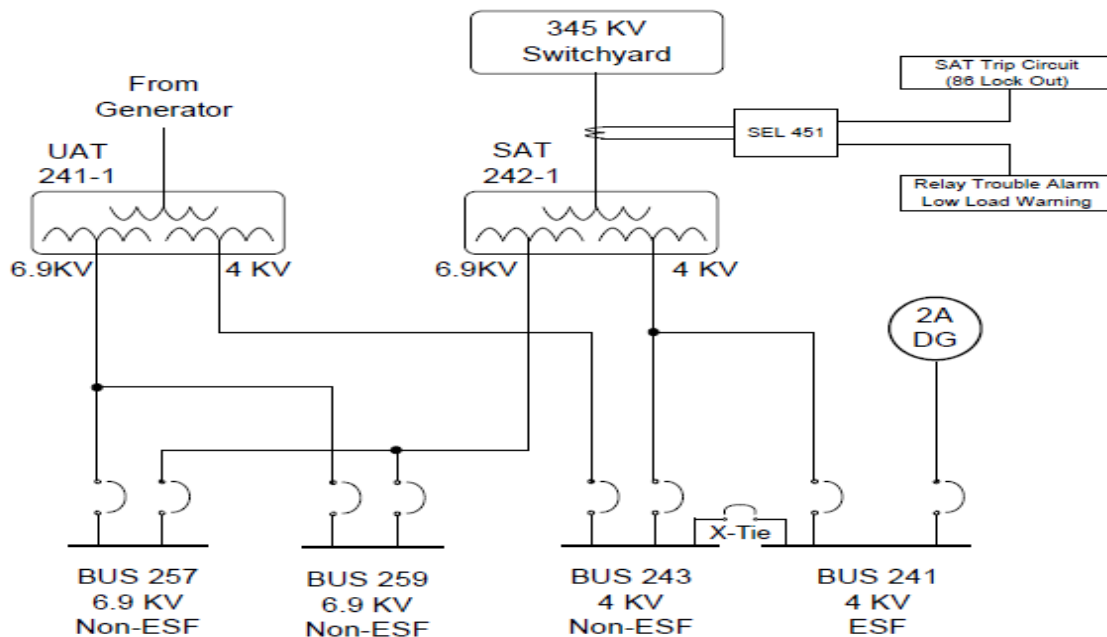 345 KV
Switchyard
SAT Trip Circuit
(86 Lock Out)
From
Generator
SEL 451
UAT
241-1
SAT
242-1
Relay Trouble Alarm
Low Load Warning
6.9KV
4 KV
6.9KV
4 KV
2A
DG
X-Tie
BUS 257
6.9 KV
Non-ESF
BUS 259
6.9 KV
Non-ESF
BUS 243
4 KV
Non-ESF
BUS 241
4 KV
ESF